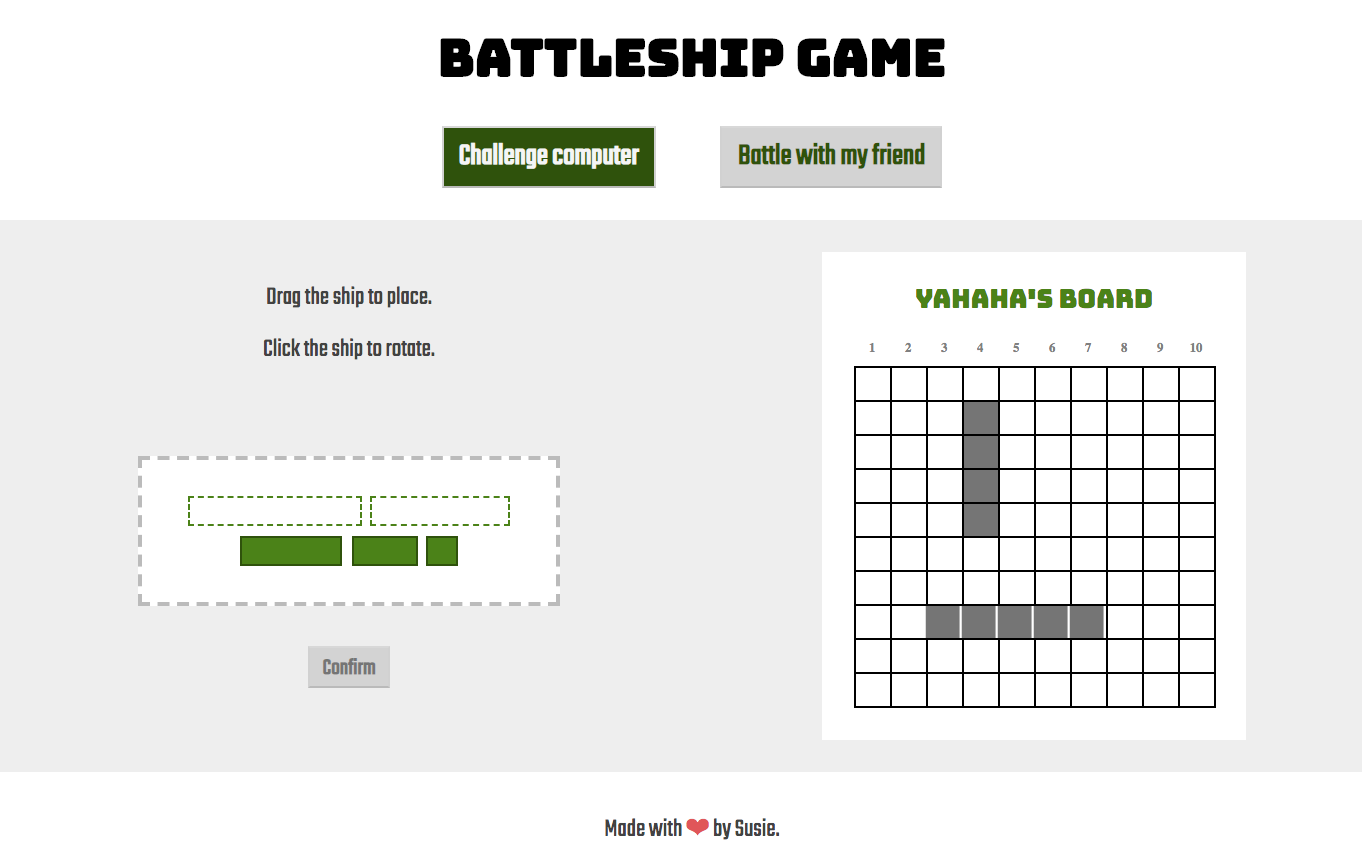 BATTLESHIP GAME
Challenge computer
Battle with my friend
Drag the ship to place.
Click the ship to rotate.
Confirm
YAHAHA'S BOARD
1 2 3 4 5 6 7 8 9 10
Made with ❤ by Susie.